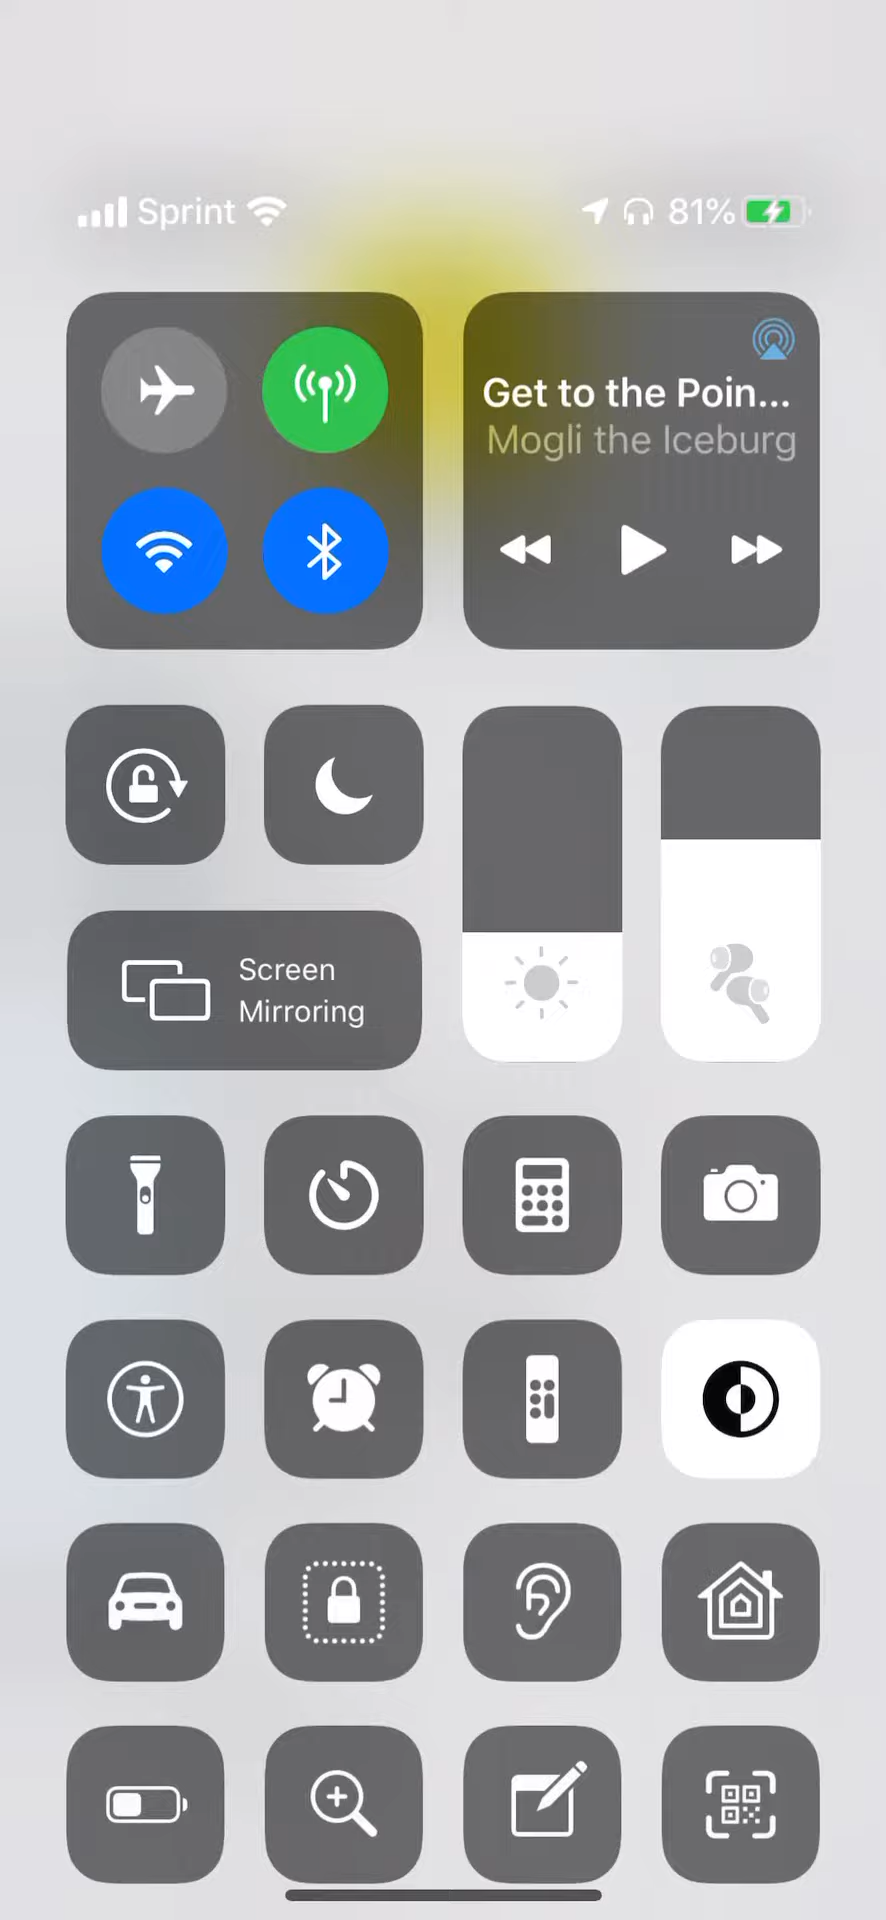 Sprint 81%
Get to the Poin...
Mogli the Iceburg
Screen
Mirroring